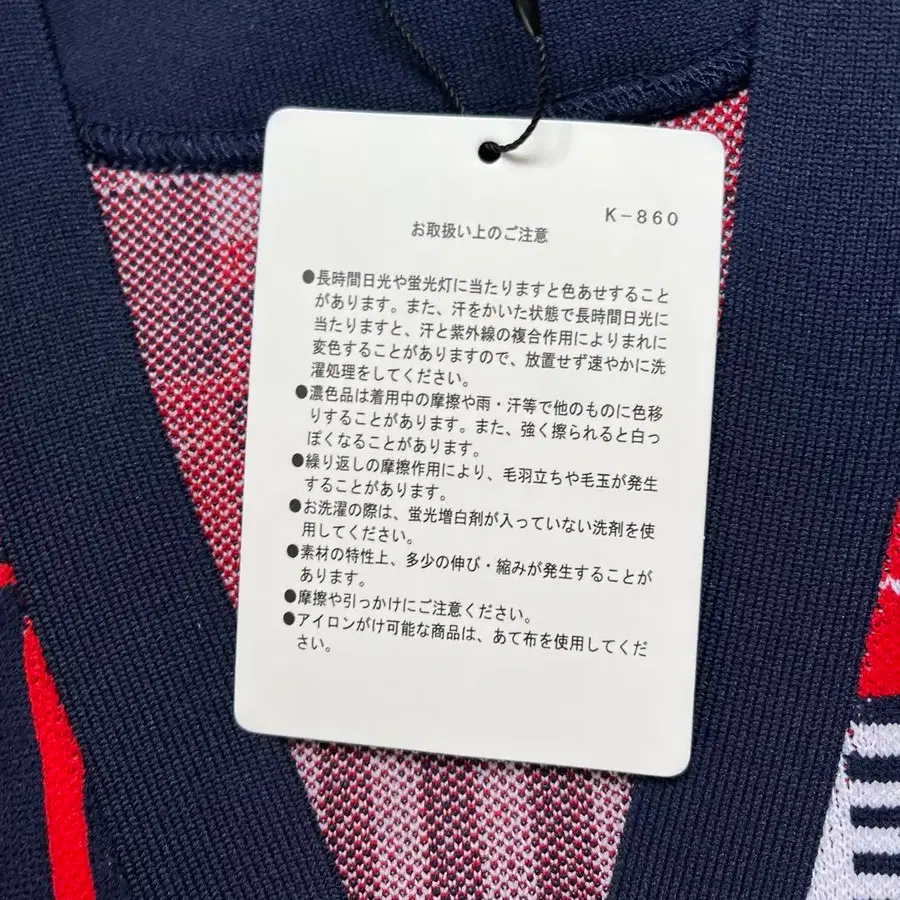 K-860
お取扱い上のご注意
●長時間日光や蛍光灯に当たりますと色あせすること
があります。また、汗をかいた状態で長時間日光に
当たりますと、汗と紫外線の複合作用によりまれに
変色することがありますので、放置せず速やかに洗
濯処理をしてください。
●濃色品は着用中の摩擦や雨・汗等で他のものに色移
りすることがあります。また、強く擦られると白っ
ぽくなることがあります。
●繰り返しの摩擦作用により、毛羽立ちや毛玉が発生
することがあります。
●お洗濯の際は、蛍光増白剤が入っていない洗剤を使
用してください。
●素材の特性上、多少の伸び・縮みが発生することが
あります。
●摩擦や引っかけにご注意ください。
●アイロンがけ可能な商品は、あて布を使用してくだ
さい。